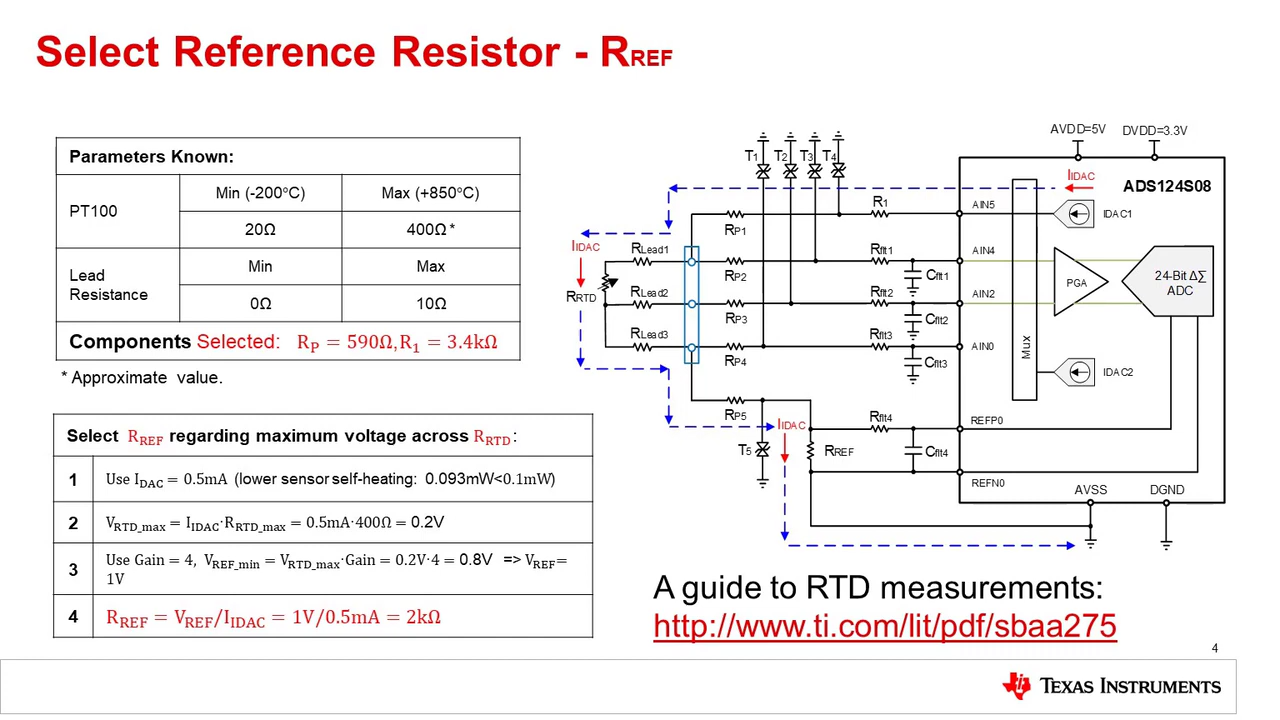 Select Reference Resistor - RREF
Parameters Known:
PT100
Min (-200°C)
Max (+850°C)
20Ω
400Ω *
Lead
Resistance
Min
Max
0Ω
10Ω
Components Selected: RP = 590Ω, R1 = 3.4kΩ
* Approximate value.
Select RREF regarding maximum voltage across RRTD:
1
Use IDAC = 0.5mA (lower sensor self-heating: 0.093mW<0.1mW)
2
VRTD_max = IIDAC·RRTD_max = 0.5mA·400Ω = 0.2V
3
Use Gain = 4, VREF_min = VRTD_max·Gain = 0.2V·4 = 0.8V => VREF=
1V
4
RREF = VREF/IIDAC = 1V/0.5mA = 2kΩ
AVDD=5V
DVDD=3.3V
T1
T2
T3
T4
IIDAC
ADS124S08
R1
AIN5
IDAC1
RP1
IIDAC
RLead1
Rflt1
AIN4
RP2
Cflt1
PGA
24-Bit ΔΣ
ADC
RRTD
RLead2
Rflt2
AIN2
RP3
Cflt2
RLead3
Rflt3
AIN0
Mux
RP4
Cflt3
IDAC2
RP5
IIDAC
Rflt4
REFP0
T5
RREF
Cflt4
REFN0
AVSS
DGND
A guide to RTD measurements:
http://www.ti.com/lit/pdf/sbaa275
4
TEXAS INSTRUMENTS